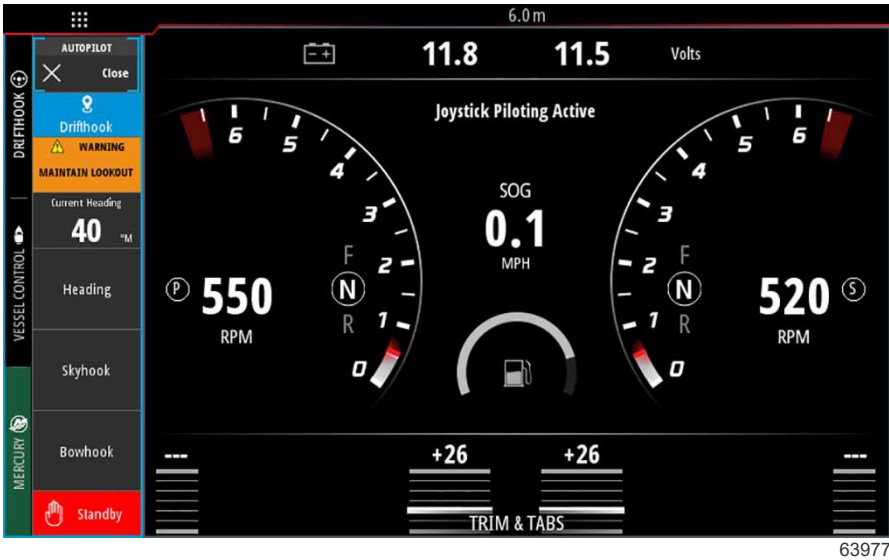 6.0 m
AUTOPILOT
Close
Drifthook
WARNING
MAINTAIN LOOKOUT
Current Heading
40 °M
Heading
Skyhook
Bowhook
Standby
DRIFTHOOK
VESSEL CONTROL
MERCURY
- +
11.8 11.5 Volts
Joystick Piloting Active
6
5
4
3
2
1
0
F
N
R
P
550
RPM
SOG
0.1
MPH
6
5
4
3
2
1
0
F
N
R
S
520
RPM
--- +26 +26 ---
TRIM & TABS
63977